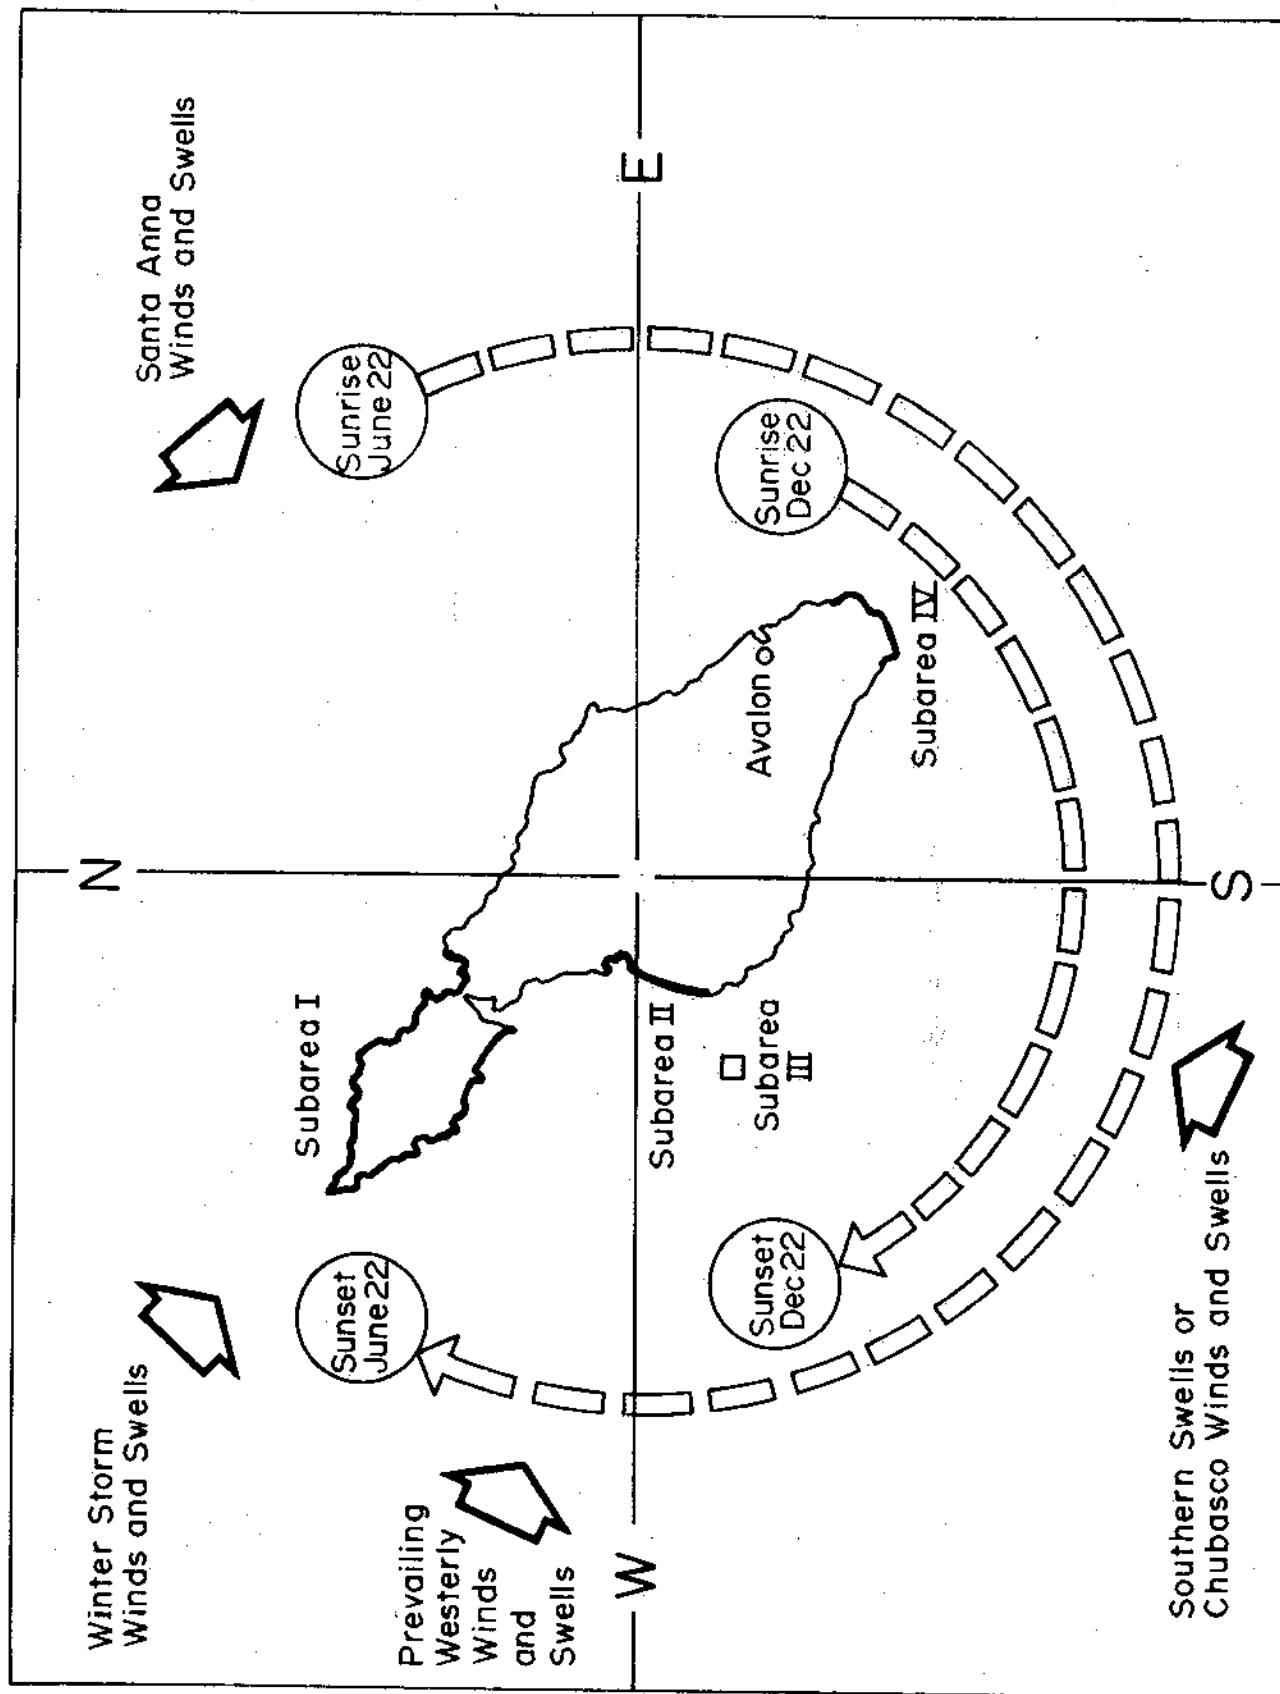 Winter Storm
Winds and Swells
N
Santa Anna
Winds and Swells
Prevailing
Westerly
Winds
and
Swells
Sunset
June 22
Subarea I
Sunrise
June 22
W
E
Subarea II
Subarea
III
Avalon
Sunset
Dec 22
Sunrise
Dec 22
Subarea IV
Southern Swells or
Chubasco Winds and Swells
S